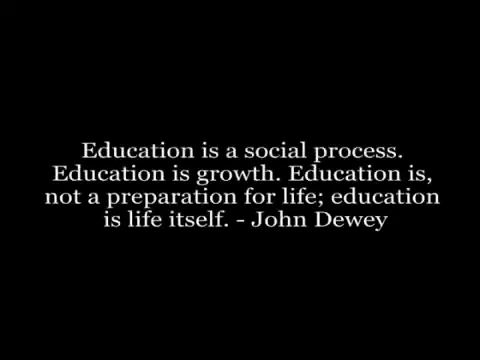 Education is a social process.
Education is growth. Education is,
not a preparation for life; education
is life itself. - John Dewey